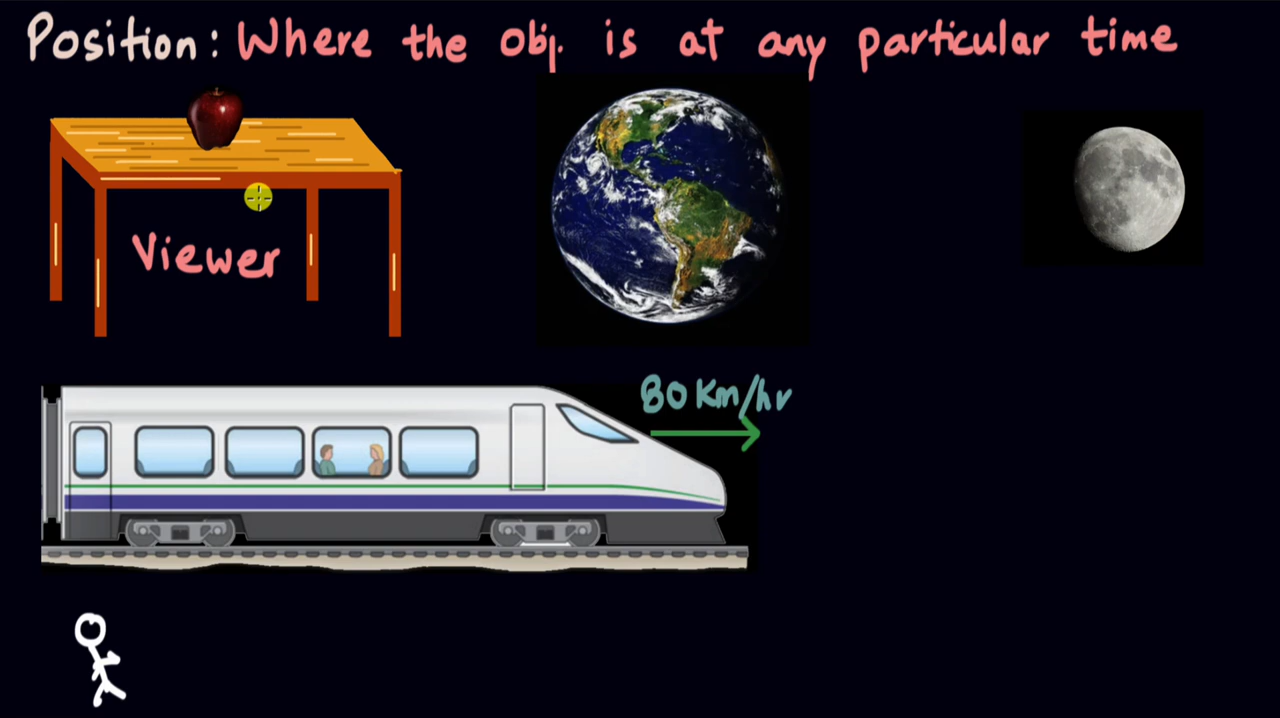 Position: Where the Obj. is at any particular time
Viewer
80 Km/hr